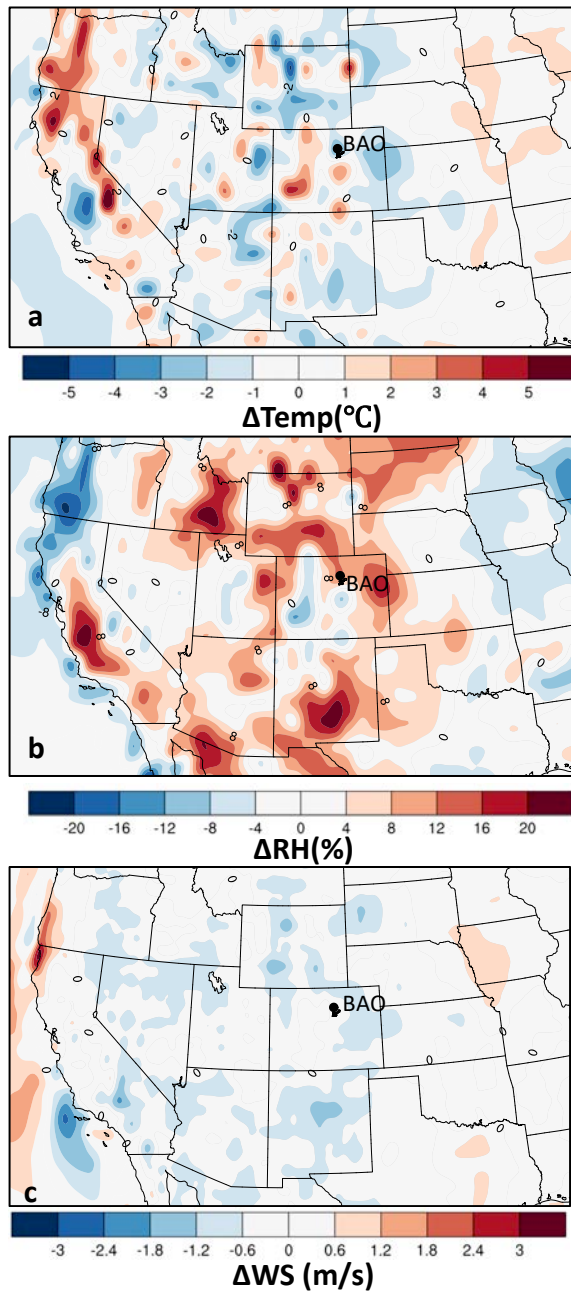 BAO
a
-5 -4 -3 -2 -1 0 1 2 3 4 5
ΔTemp(℃)
BAO
b
-20 -16 -12 -8 -4 0 4 8 12 16 20
ΔRH(%)
BAO
c
-3 -2.4 -1.8 -1.2 -0.6 0 0.6 1.2 1.8 2.4 3
ΔWS (m/s)